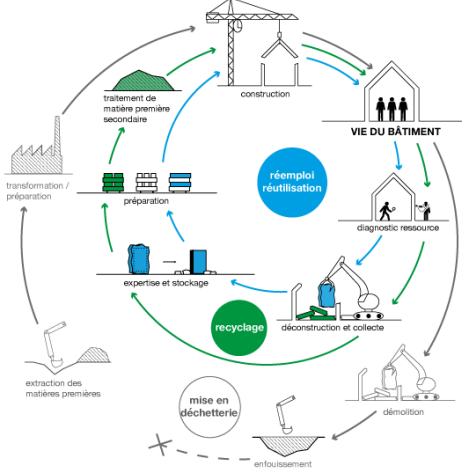 construction
traitement de
matière première
secondaire
VIE DU BÂTIMENT
transformation /
préparation
réemploi
réutilisation
préparation
diagnostic ressource
expertise et stockage
recyclage
déconstruction et collecte
extraction des
matières premières
mise en
déchetterie
démolition
enfouissement